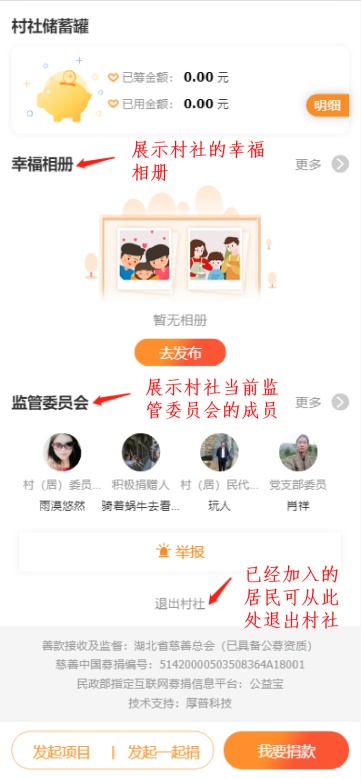 村社储蓄罐
已筹金额： 0.00 元
已用金额： 0.00 元
明细
幸福相册
展示村社的幸福
相册
更多
暂无相册
去发布
监管委员会
展示村社当前监
管委员会的成员
更多
村（居）委员... 积极捐赠人 村（居）民代... 党支部委员
雨漠悠然 骑着蜗牛去看... 玩人 肖祥
举报
已经加入的
居民可从此
处退出村社
退出村社
善款接收及监督：湖北省慈善总会（已具备公募资质）
慈善中国募捐编号：51420000503508364A18001
民政部指定互联网募捐信息平台：公益宝
技术支持：厚普科技
发起项目 | 发起一起捐
我要捐款